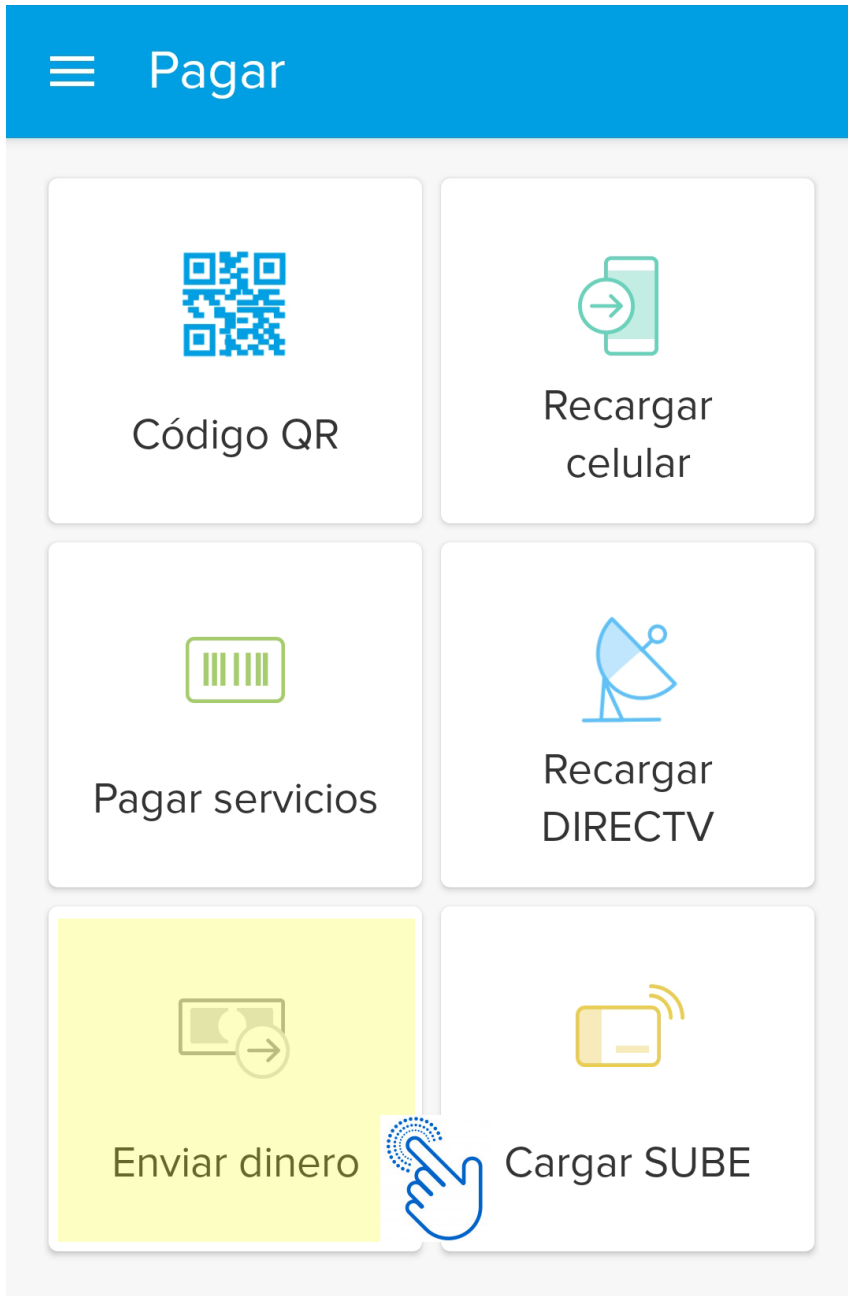 Pagar
Código QR
Recargar
celular
Pagar servicios
Recargar
DIRECTV
Enviar dinero
Cargar SUBE